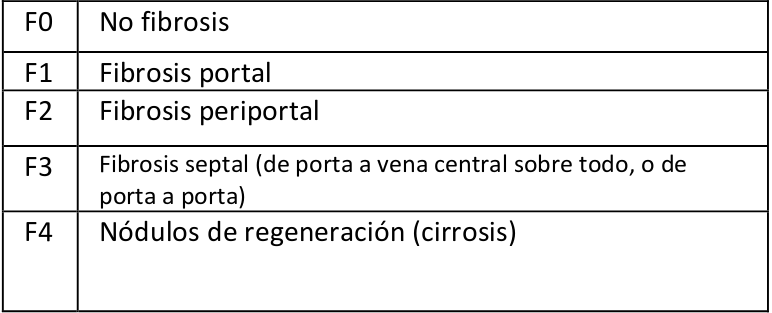 F0 No fibrosis
F1 Fibrosis portal
F2 Fibrosis periportal
F3 Fibrosis septal (de porta a vena central sobre todo, o de
porta a porta)
F4 Nódulos de regeneración (cirrosis)